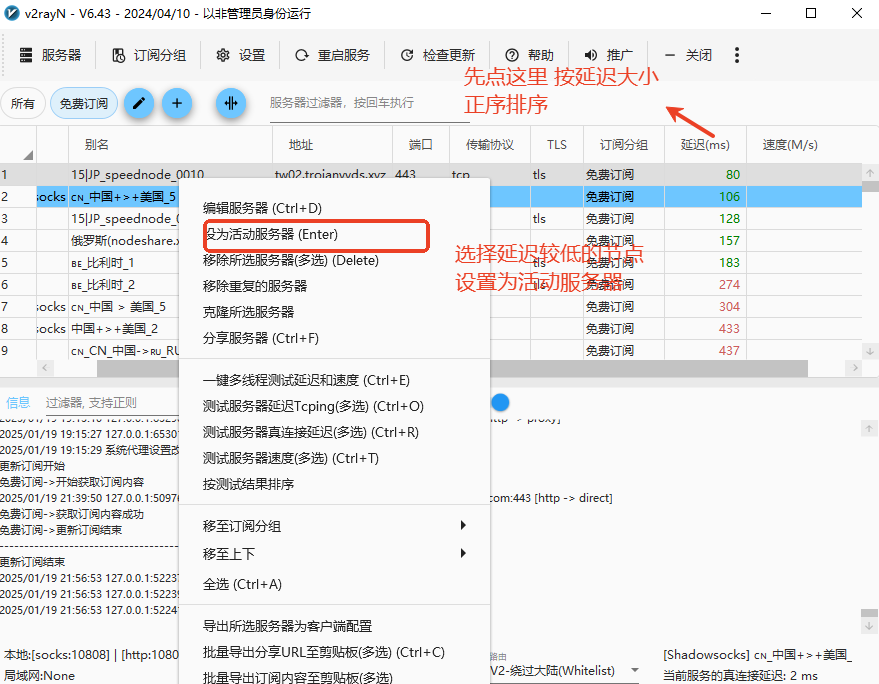 v2rayN - V6.43 - 2024/04/10 - 以非管理员身份运行
服务器 订阅分组 设置 重启服务 检查更新 帮助 推广 关闭
所有 免费订阅 服务器过滤器，按回车执行
先点这里 按延迟大小
正序排序
别名 地址 端口 传输协议 TLS 订阅分组 延迟(ms) 速度(M/s)
1 15|JP_speednode_0010 tw02.trojanyyds.xyz 443 tcp tls 免费订阅 80
2 socks CN_中国+>+美国_5 免费订阅 106
3 15|JP_speednode_0 tls 免费订阅 128
4 俄罗斯(nodeshare.x 免费订阅 157
5 BE_比利时_1 tls 免费订阅 183
6 BE_比利时_2 tls 免费订阅 274
7 socks CN_中国 > 美国_5 免费订阅 304
8 socks 中国+>+美国_2 免费订阅 433
9 CN_CN_中国->RU_RU 免费订阅 437
编辑服务器 (Ctrl+D)
设为活动服务器 (Enter)
移除所选服务器(多选) (Delete)
移除重复的服务器
克隆所选服务器
分享服务器 (Ctrl+F)
一键多线程测试延迟和速度 (Ctrl+E)
测试服务器延迟Tcping(多选) (Ctrl+O)
测试服务器真连接延迟(多选) (Ctrl+R)
测试服务器速度(多选) (Ctrl+T)
按测试结果排序
移至订阅分组
移至上下
全选 (Ctrl+A)
导出所选服务器为客户端配置
批量导出分享URL至剪贴板(多选) (Ctrl+C)
批量导出订阅内容至剪贴板(多选)
选择延迟较低的节点
设置为活动服务器
信息 过滤器, 支持正则
2025/01/19 19:15:27 127.0.0.1:6530
2025/01/19 19:15:29 系统代理设置改
更新订阅开始
免费订阅->开始获取订阅内容
2025/01/19 21:39:50 127.0.0.1:5097 com:443 [http -> direct]
免费订阅->获取订阅内容成功
免费订阅->更新订阅结束
更新订阅结束
2025/01/19 21:56:53 127.0.0.1:5223
2025/01/19 21:56:53 127.0.0.1:5223
2025/01/19 21:56:53 127.0.0.1:5224
本地:[socks:10808] | [http:1080 路由 [Shadowsocks] CN_中国+>+美国_
局域网:None V2-绕过大陆(Whitelist) 当前服务的真连接延迟: 2 ms